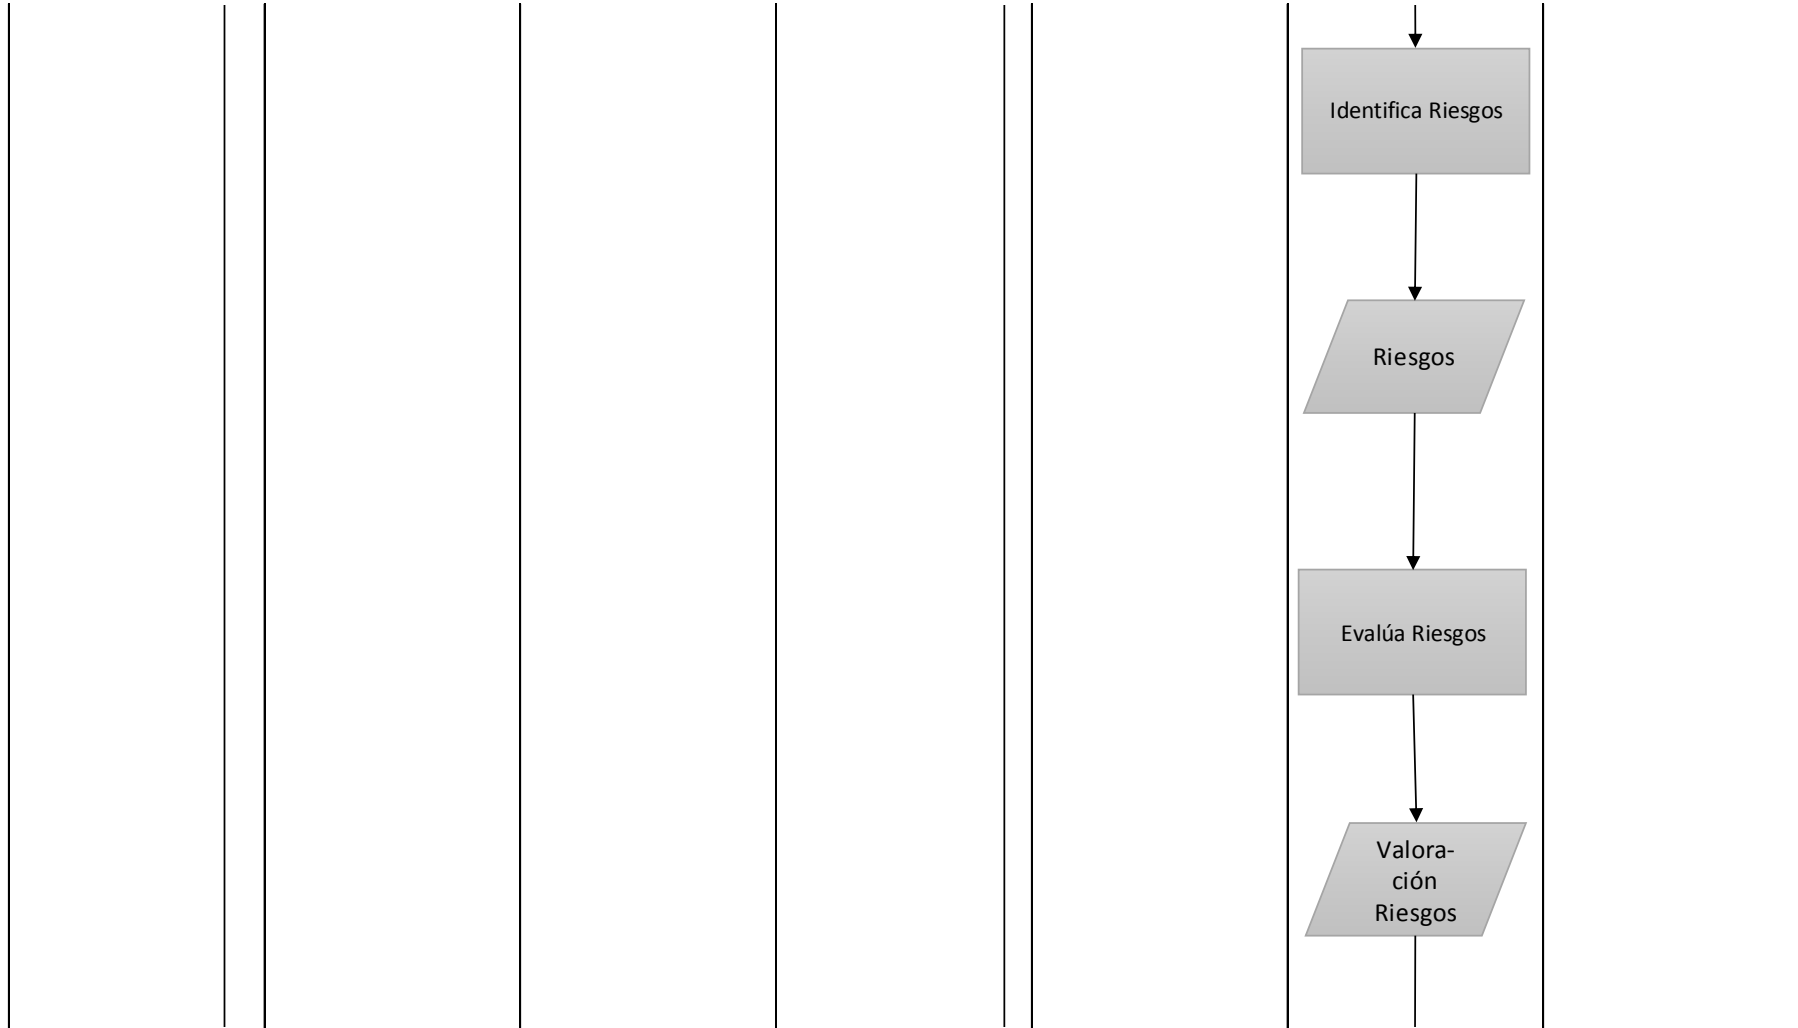 Identifica Riesgos
Riesgos
Evalúa Riesgos
Valora-
ción
Riesgos